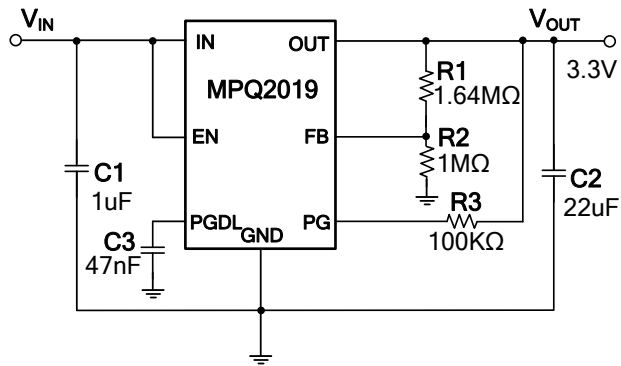 VIN
VOUT
3.3V
IN
OUT
MPQ2019
EN
FB
PGDL
GND
PG
R1
1.64MΩ
R2
1MΩ
R3
100KΩ
C1
1uF
C2
22uF
C3
47nF